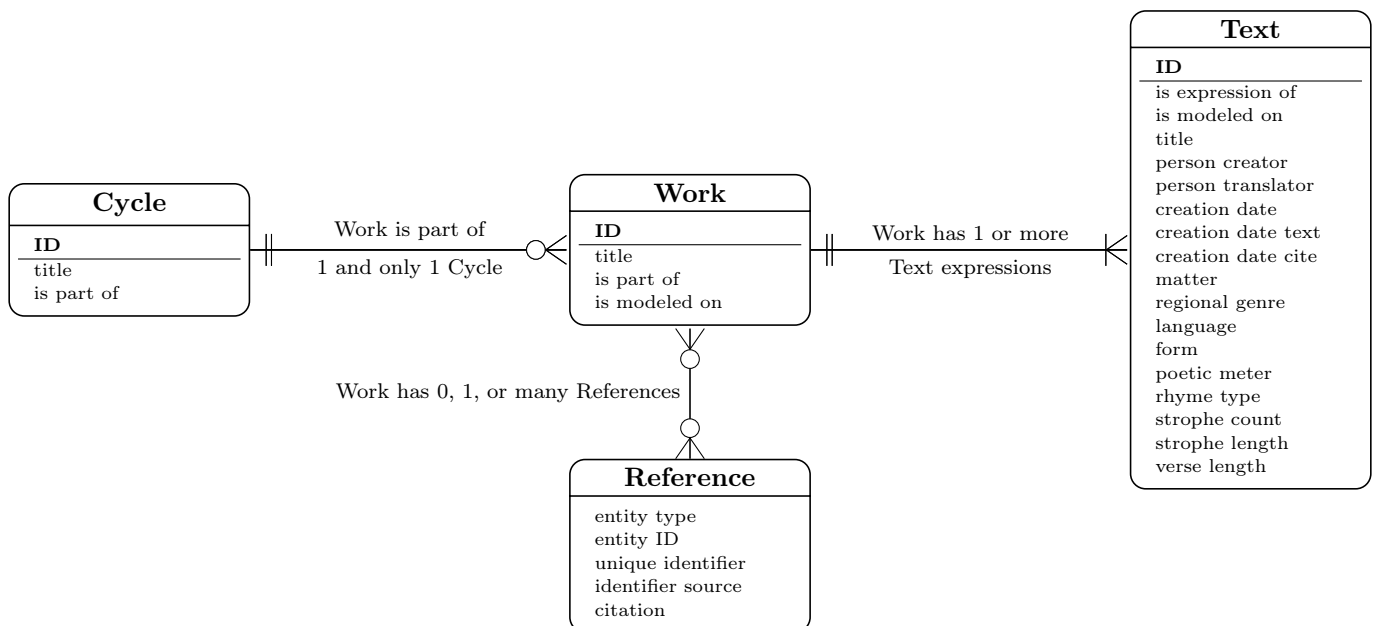 Cycle
ID
title
is part of
Work is part of
1 and only 1 Cycle
Work
ID
title
is part of
is modeled on
Work has 1 or more
Text expressions
Text
ID
is expression of
is modeled on
title
person creator
person translator
creation date
creation date text
creation date cite
matter
regional genre
language
form
poetic meter
rhyme type
strophe count
strophe length
verse length
Work has 0, 1, or many References
Reference
entity type
entity ID
unique identifier
identifier source
citation